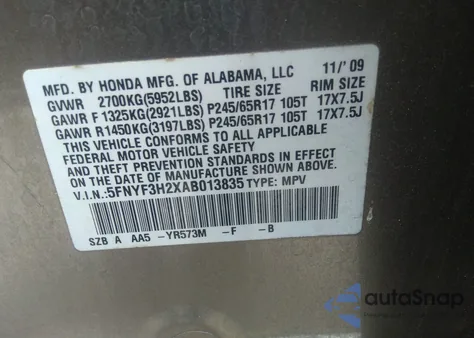 MFD. BY HONDA MFG. OF ALABAMA, LLC 11/'09
GVWR 2700KG(5952LBS) TIRE SIZE RIM SIZE
GAWR F 1325KG(2921LBS) P245/65R17 105T 17X7.5J
GAWR R 1450KG(3197LBS) P245/65R17 105T 17X7.5J
THIS VEHICLE CONFORMS TO ALL APPLICABLE
FEDERAL MOTOR VEHICLE SAFETY
AND THEFT PREVENTION STANDARDS IN EFFECT
ON THE DATE OF MANUFACTURE SHOWN ABOVE.
V.I.N.:5FNYF3H2XAB013835 TYPE: MPV
SZB A AA5 -YR573M -F -B
autoSnap